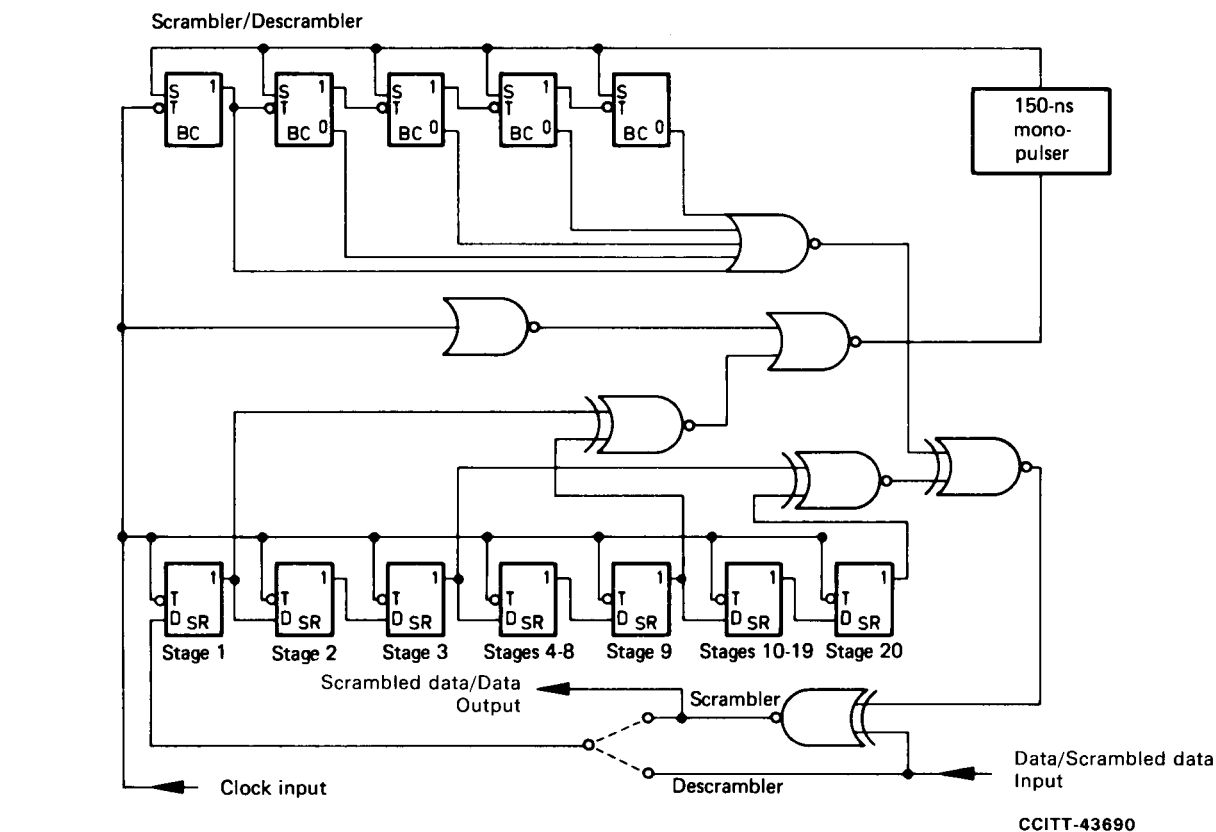 Scrambler/Descrambler
S 1 S 1 S 1 S 1 S
T T T T T
BC BC 0 BC 0 BC 0 BC 0
150-ns
mono-
pulser
1 1 1 1 1 1 1
T T T T T T T
D SR D SR D SR D SR D SR D SR D SR
Stage 1 Stage 2 Stage 3 Stages 4-8 Stage 9 Stages 10-19 Stage 20
Scrambled data/Data
Output
Scrambler
Descrambler
Data/Scrambled data
Input
Clock input
CCITT-43690